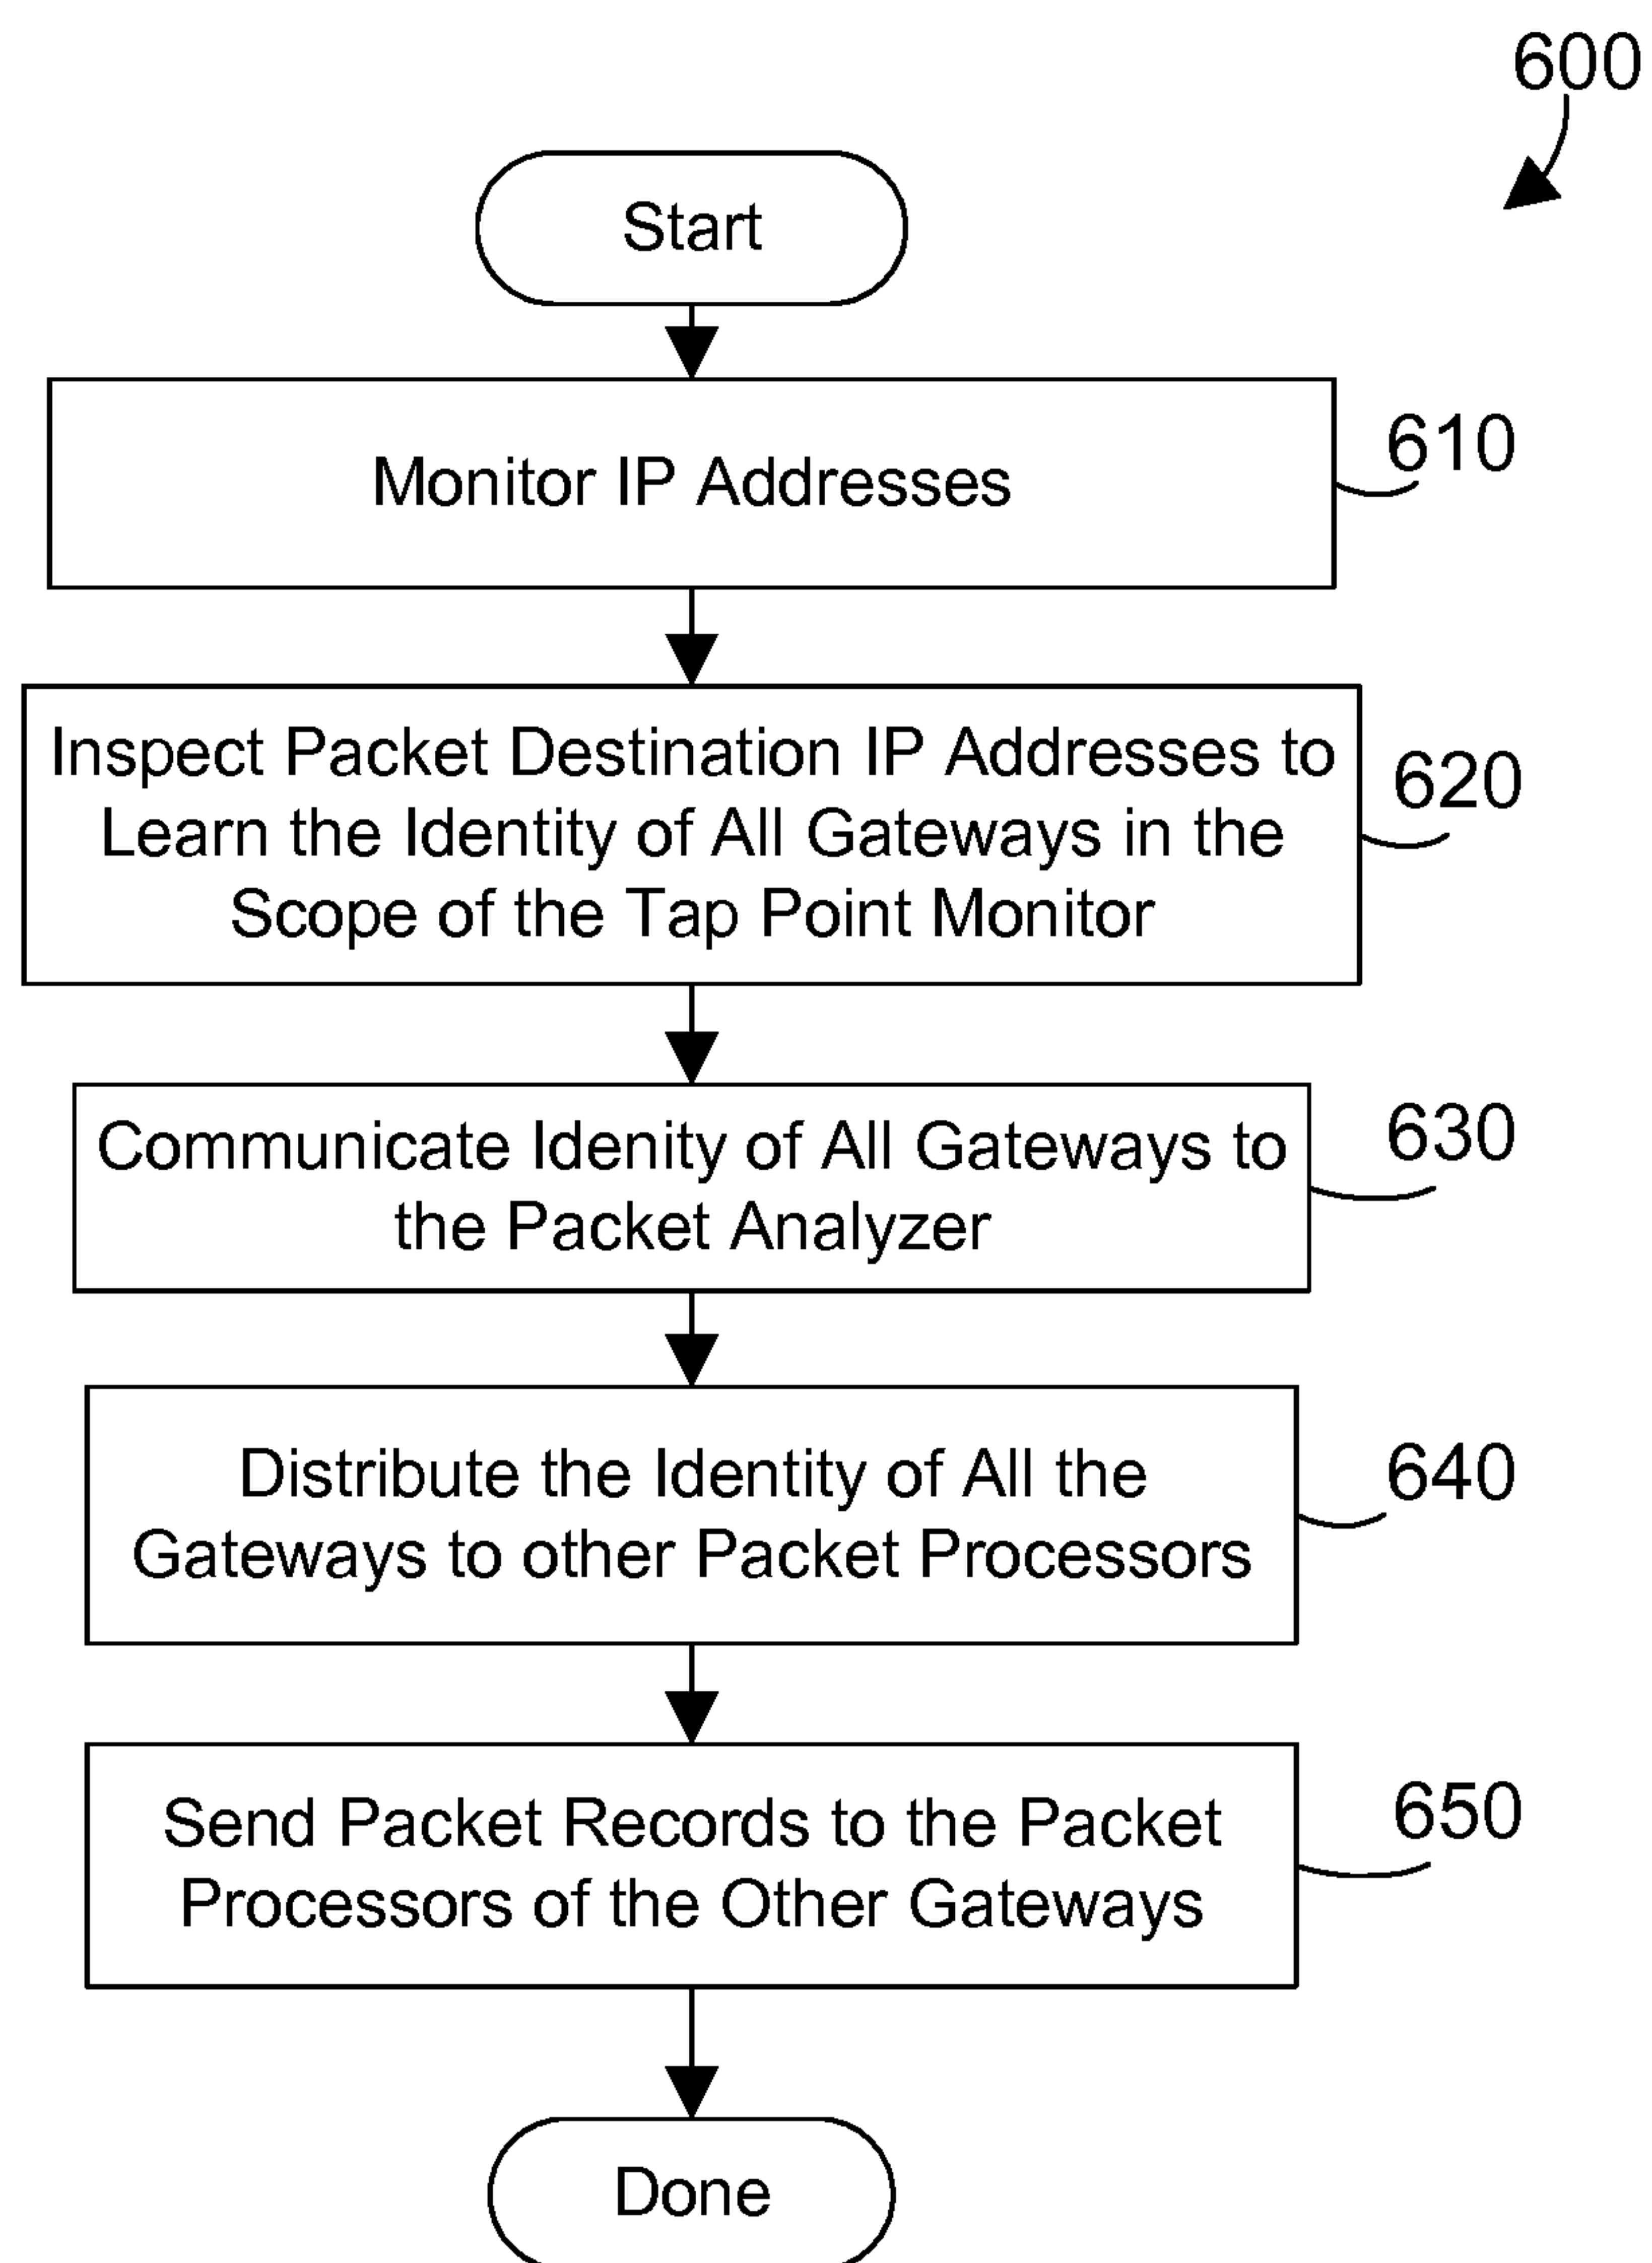 600
Start
Monitor IP Addresses
610
Inspect Packet Destination IP Addresses to
Learn the Identity of All Gateways in the
Scope of the Tap Point Monitor
620
Communicate Idenity of All Gateways to
the Packet Analyzer
630
Distribute the Identity of All the
Gateways to other Packet Processors
640
Send Packet Records to the Packet
Processors of the Other Gateways
650
Done